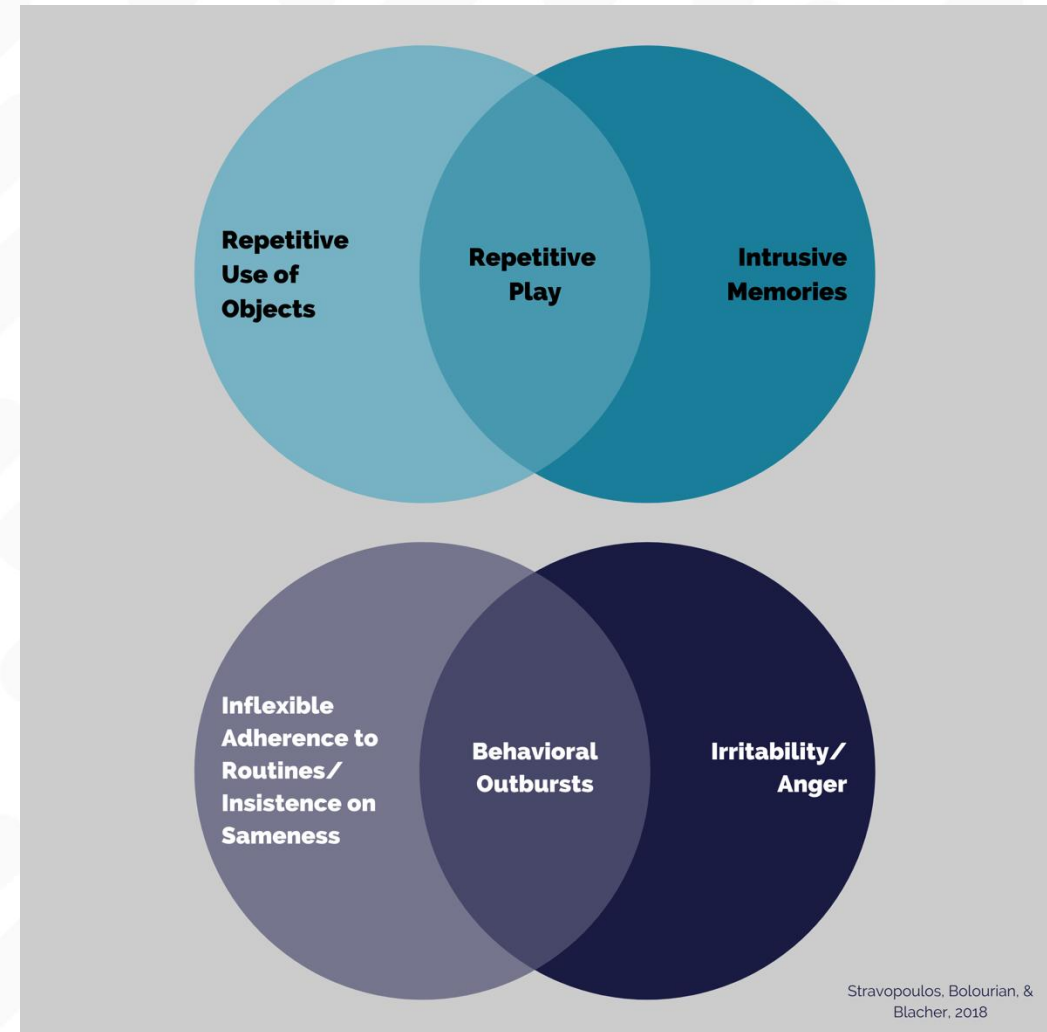 Repetitive
Use of
Objects
Repetitive
Play
Intrusive
Memories
Inflexible
Adherence to
Routines/
Insistence on
Sameness
Behavioral
Outbursts
Irritability/
Anger
Stravopoulos, Bolourian, &
Blacher, 2018